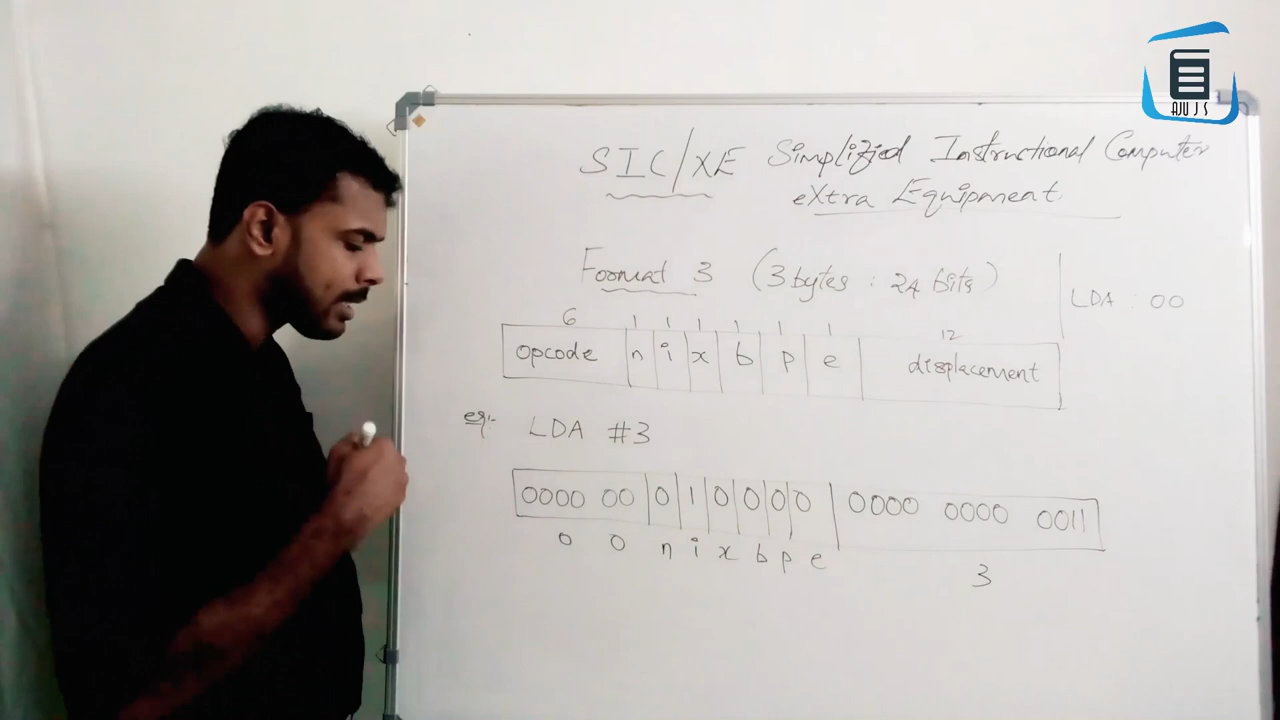 AJU J S
SIC/XE Simplified Instructional Computer
eXtra Equipment
Format 3 (3 bytes : 24 bits)
LDA : 00
6 1 1 1 1 1 1 12
opcode n i x b p e displacement
eg:- LDA #3
0000 00 0 1 0 0 0 0 0000 0000 0011
0 0 n i x b p e 3